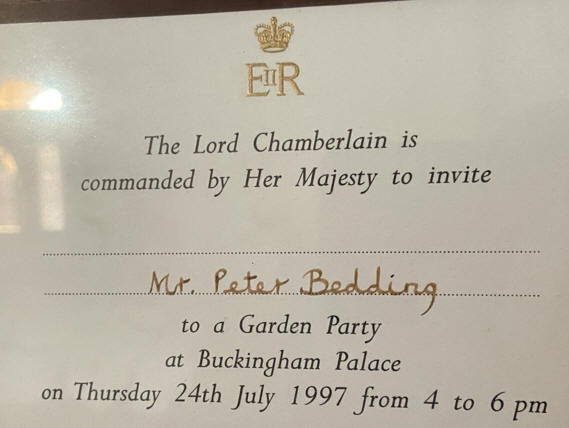 EIIR
The Lord Chamberlain is
commanded by Her Majesty to invite
Mr. Peter Bedding
to a Garden Party
at Buckingham Palace
on Thursday 24th July 1997 from 4 to 6 pm